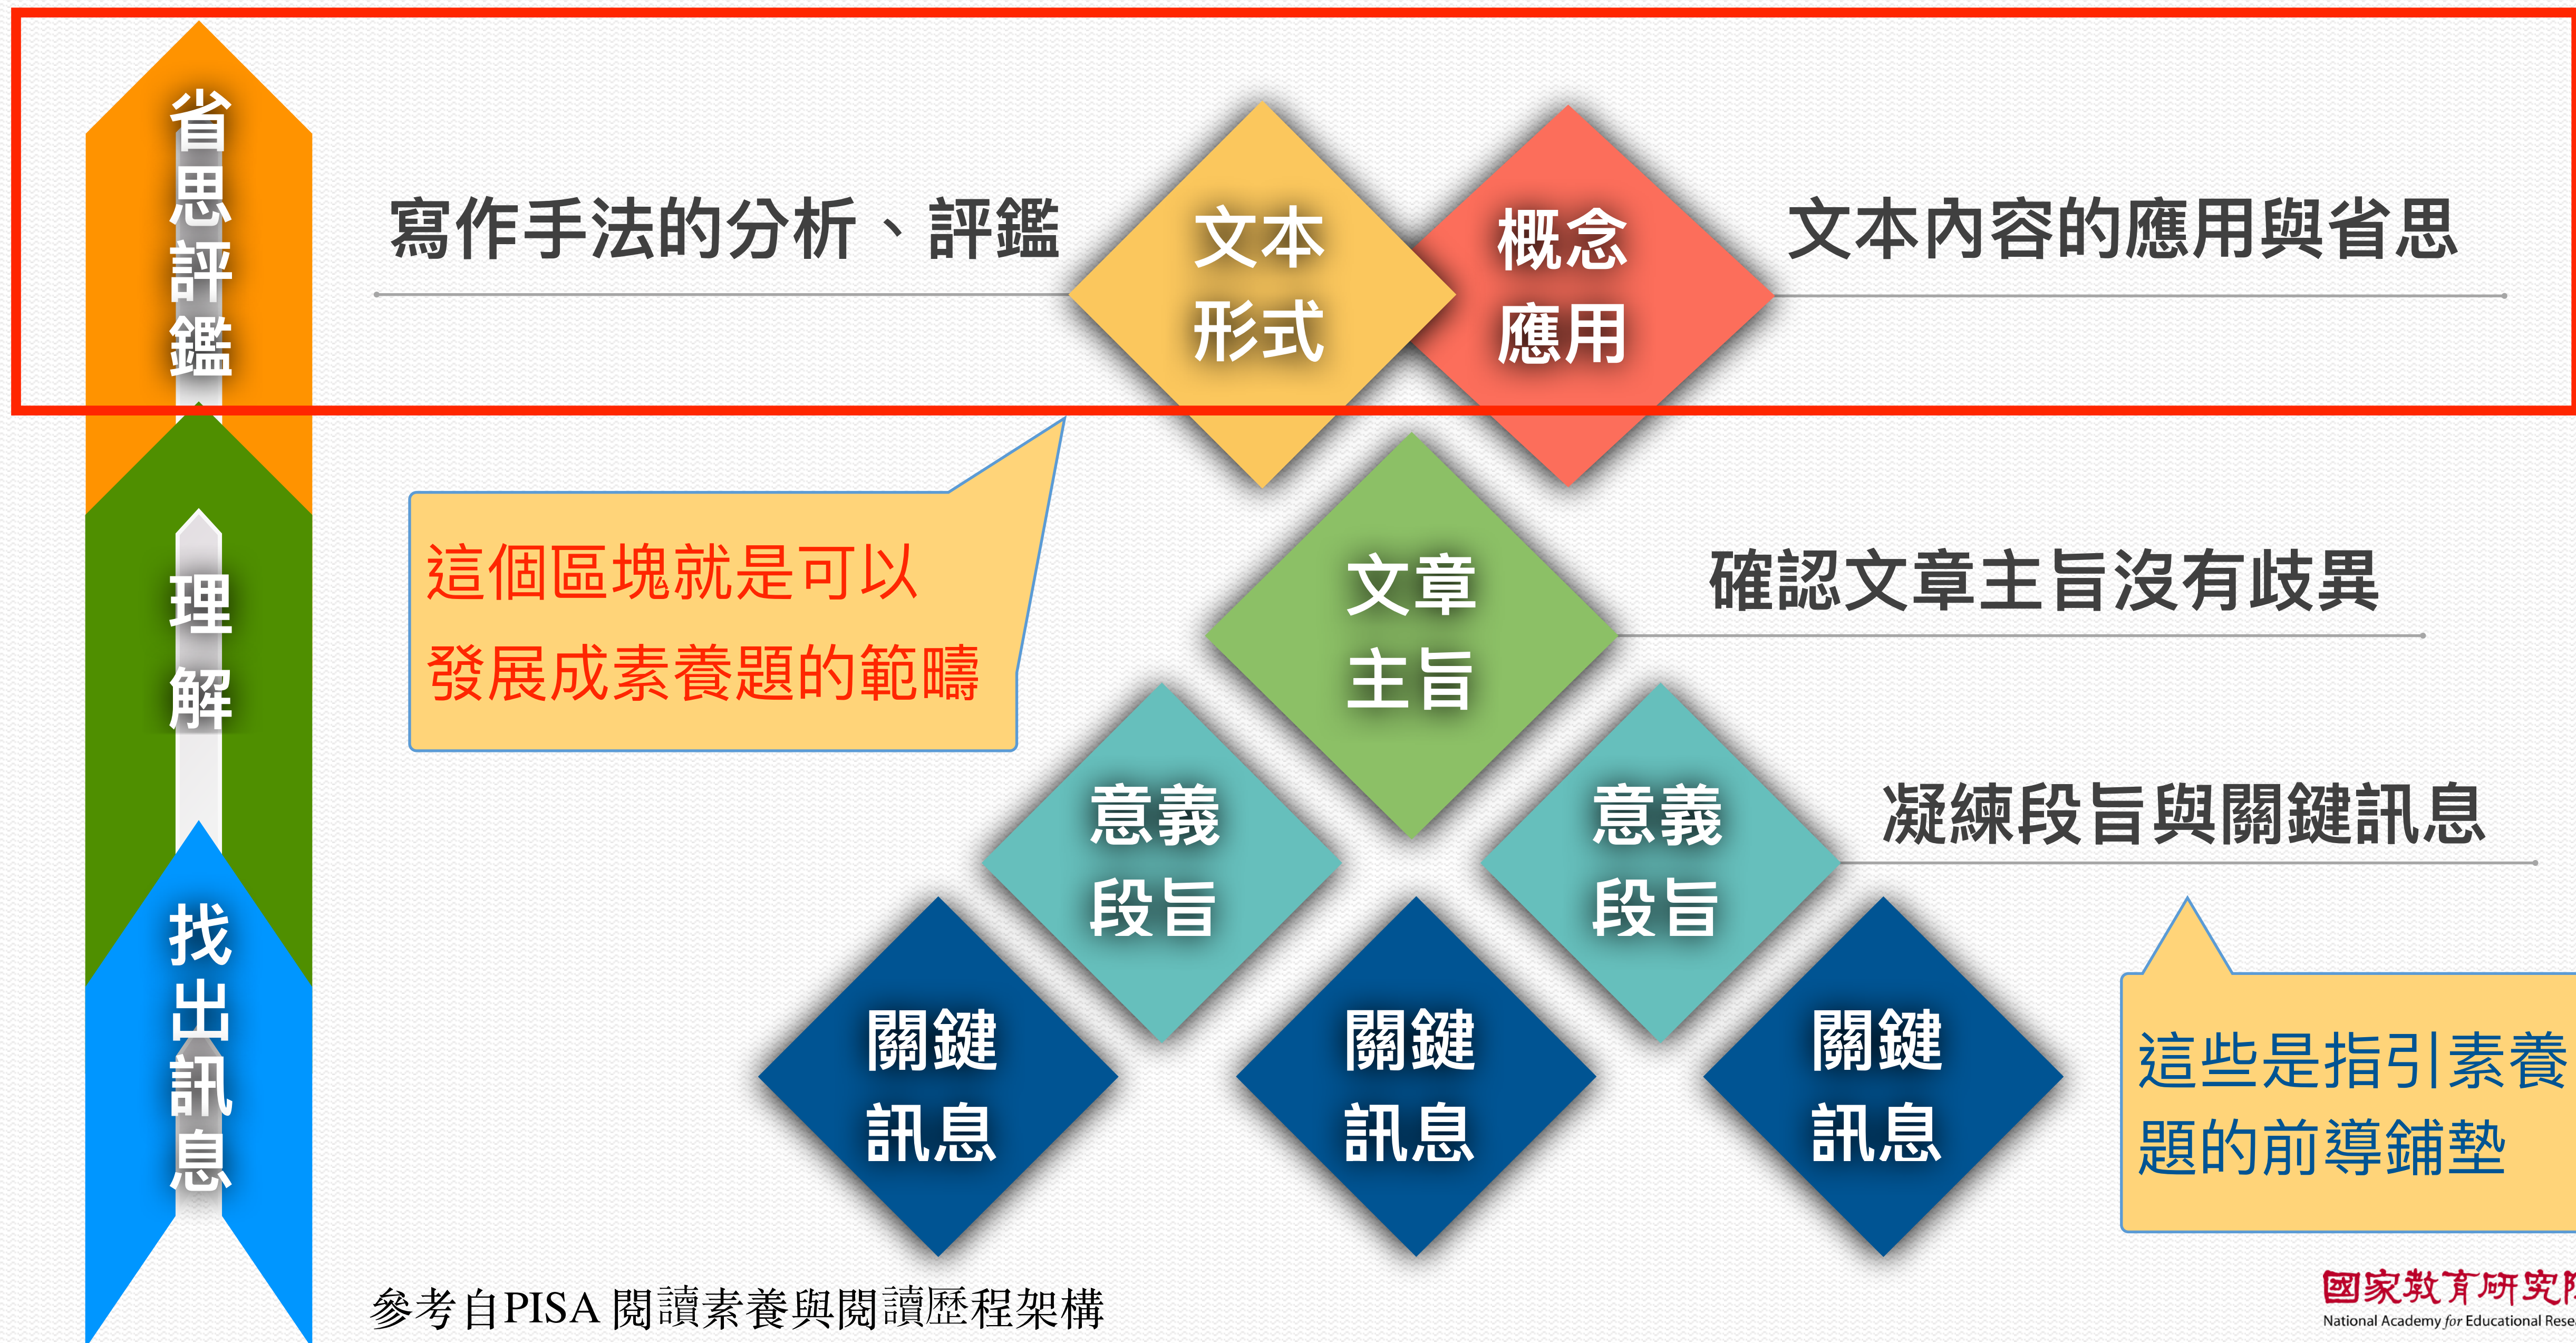 省思評鑑
寫作手法的分析、評鑑
文本
形式
概念
應用
文本內容的應用與省思
這個區塊就是可以
發展成素養題的範疇
理解
文章
主旨
確認文章主旨沒有歧異
意義
段旨
意義
段旨
凝練段旨與關鍵訊息
找出訊息
關鍵
訊息
關鍵
訊息
關鍵
訊息
這些是指引素養
題的前導鋪墊
參考自PISA 閱讀素養與閱讀歷程架構
國家教育研究
National Academy for Educational